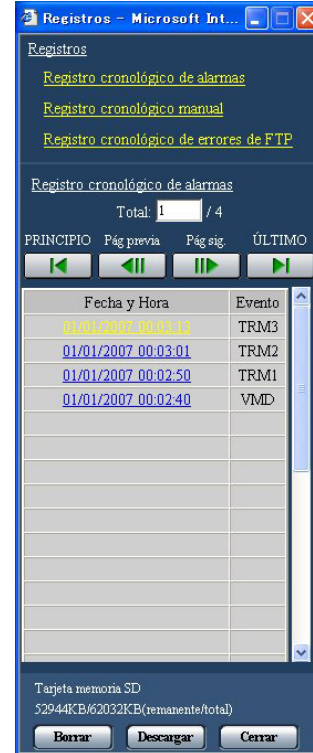 Registros - Microsoft Int...
Registros
Registro cronológico de alarmas
Registro cronológico manual
Registro cronológico de errores de FTP
Registro cronológico de alarmas
Total: 1 / 4
PRINCIPIO Pág previa Pág sig. ÚLTIMO
Fecha y Hora Evento
01/01/2007 00:03:13 TRM3
01/01/2007 00:03:01 TRM2
01/01/2007 00:02:50 TRM1
01/01/2007 00:02:40 VMD
Tarjeta memoria SD
52944KB/62032KB(remanente/total)
Borrar Descargar Cerrar